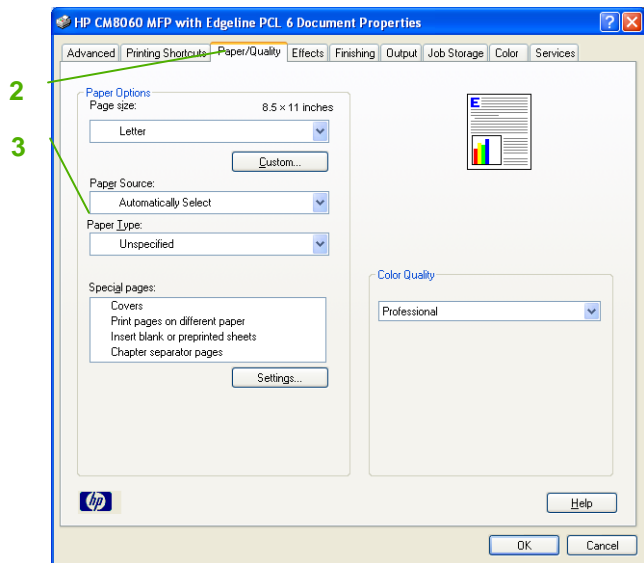 HP CM8060 MFP with Edgeline PCL 6 Document Properties
Advanced Printing Shortcuts Paper/Quality Effects Finishing Output Job Storage Color Services
2
Paper Options
Page size: 8.5 × 11 inches
Letter
3
Custom...
Paper Source:
Automatically Select
Paper Type:
Unspecified
Special pages:
Covers
Print pages on different paper
Insert blank or preprinted sheets
Chapter separator pages
Settings...
E
Color Quality
Professional
hp
Help
OK Cancel